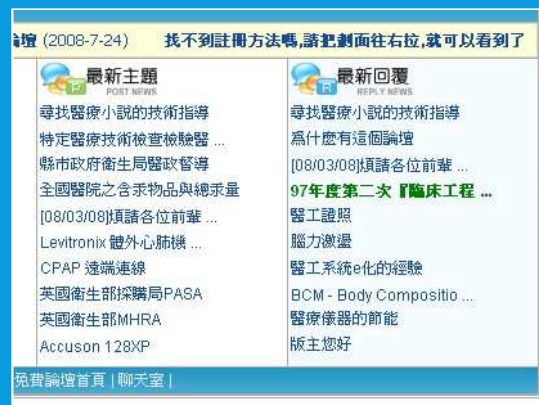 論壇 (2008-7-24) 找不到註冊方法嗎,請把劃面往右拉,就可以看到了
最新主題
POST NEWS
尋找醫療小說的技術指導
特定醫療技術檢查檢驗醫 ...
縣市政府衛生局醫政督導
全國醫院之含汞物品與總汞量
[08/03/08]煩請各位前輩 ...
Levitronix 體外心肺機 ...
CPAP 遠端連線
英國衛生部採購局PASA
英國衛生部MHRA
Accuson 128XP
最新回覆
REPLY NEWS
尋找醫療小說的技術指導
爲什麼有這個論壇
[08/03/08]煩請各位前輩 ...
97年度第二次『臨床工程 ...
醫工證照
腦力激盪
醫工系統e化的經驗
BCM - Body Compositio ...
醫療儀器的節能
版主您好
免費論壇首頁 | 聊天室 |